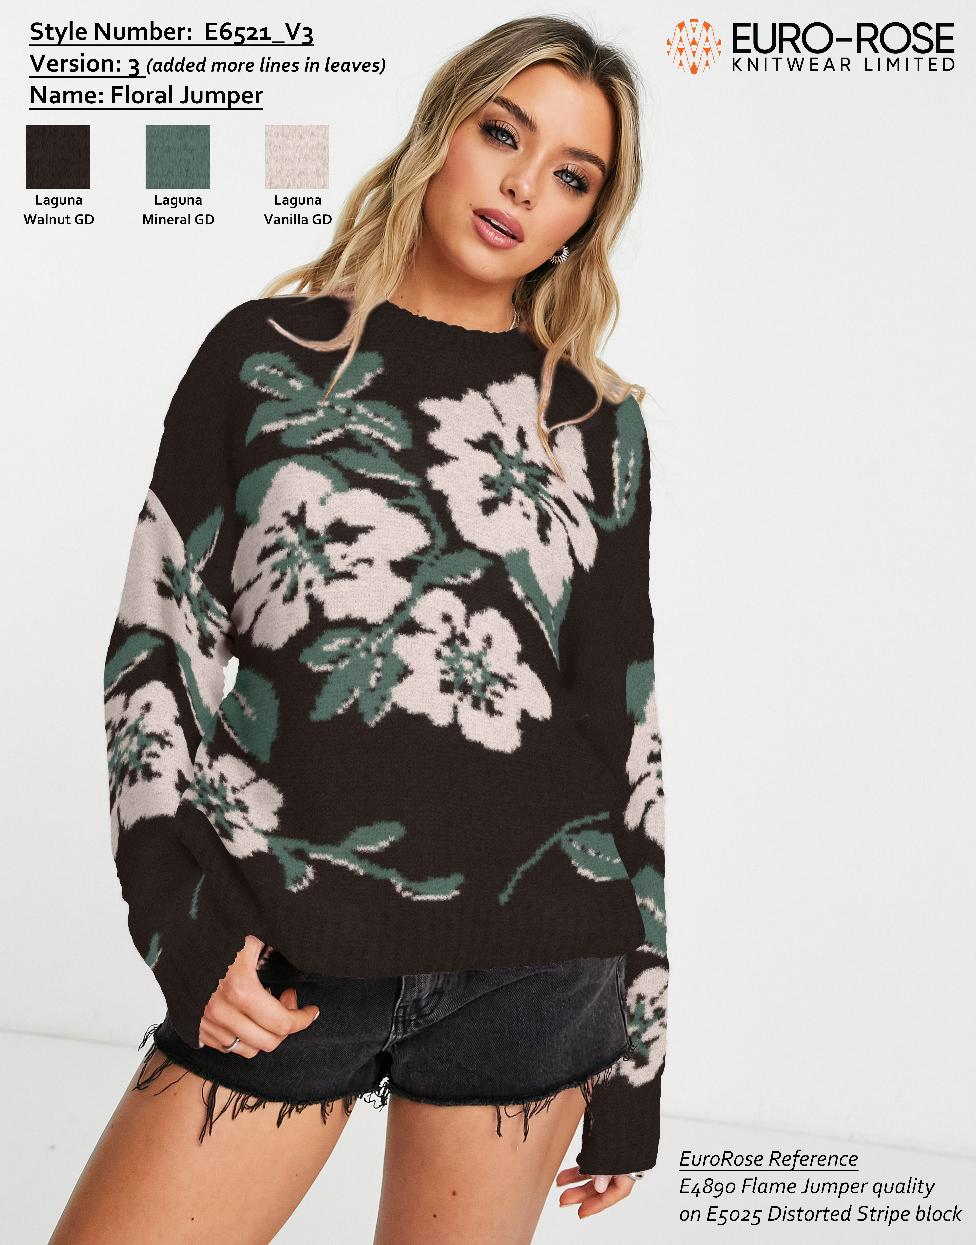 Style Number:  E6521_V3
Version: 3 (added more lines in leaves)
Name: Floral Jumper
EURO-ROSE
KNITWEAR LIMITED
Laguna
Walnut GD
Laguna
Mineral GD
Laguna
Vanilla GD
EuroRose Reference
E4890 Flame Jumper quality
on E5025 Distorted Stripe block